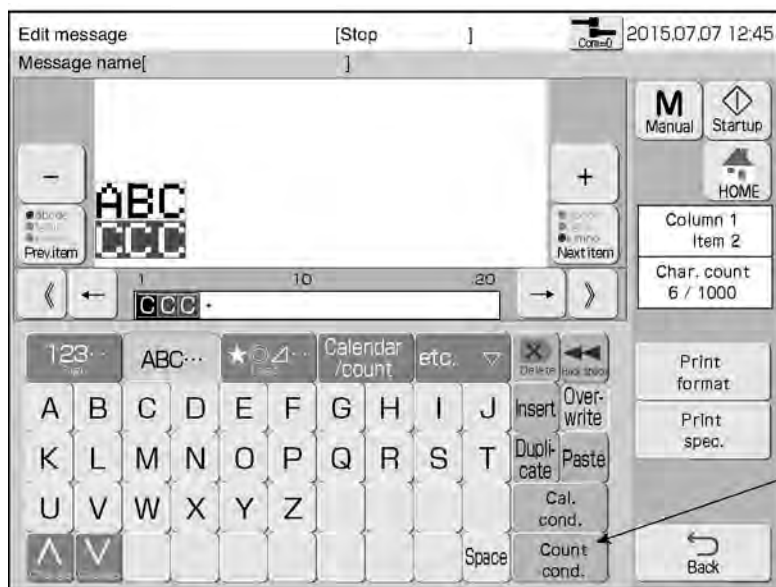 Edit message [Stop ] Com=0 2015.07.07 12:45
Message name[ ]
M
Manual Startup
HOME
− +
ABC
CCC
Prev.item Next item
Column 1
Item 2
Char. count
6 / 1000
《 ← 1 10 20 → 》
CCC
123·· ABC··· ★◎⊿·· Calendar /count etc. ▽ Delete
A B C D E F G H I J Insert Over-write
K L M N O P Q R S T Dupli-cate Paste
U V W X Y Z Cal. cond.
Space Count cond.
Print format
Print spec.
Back